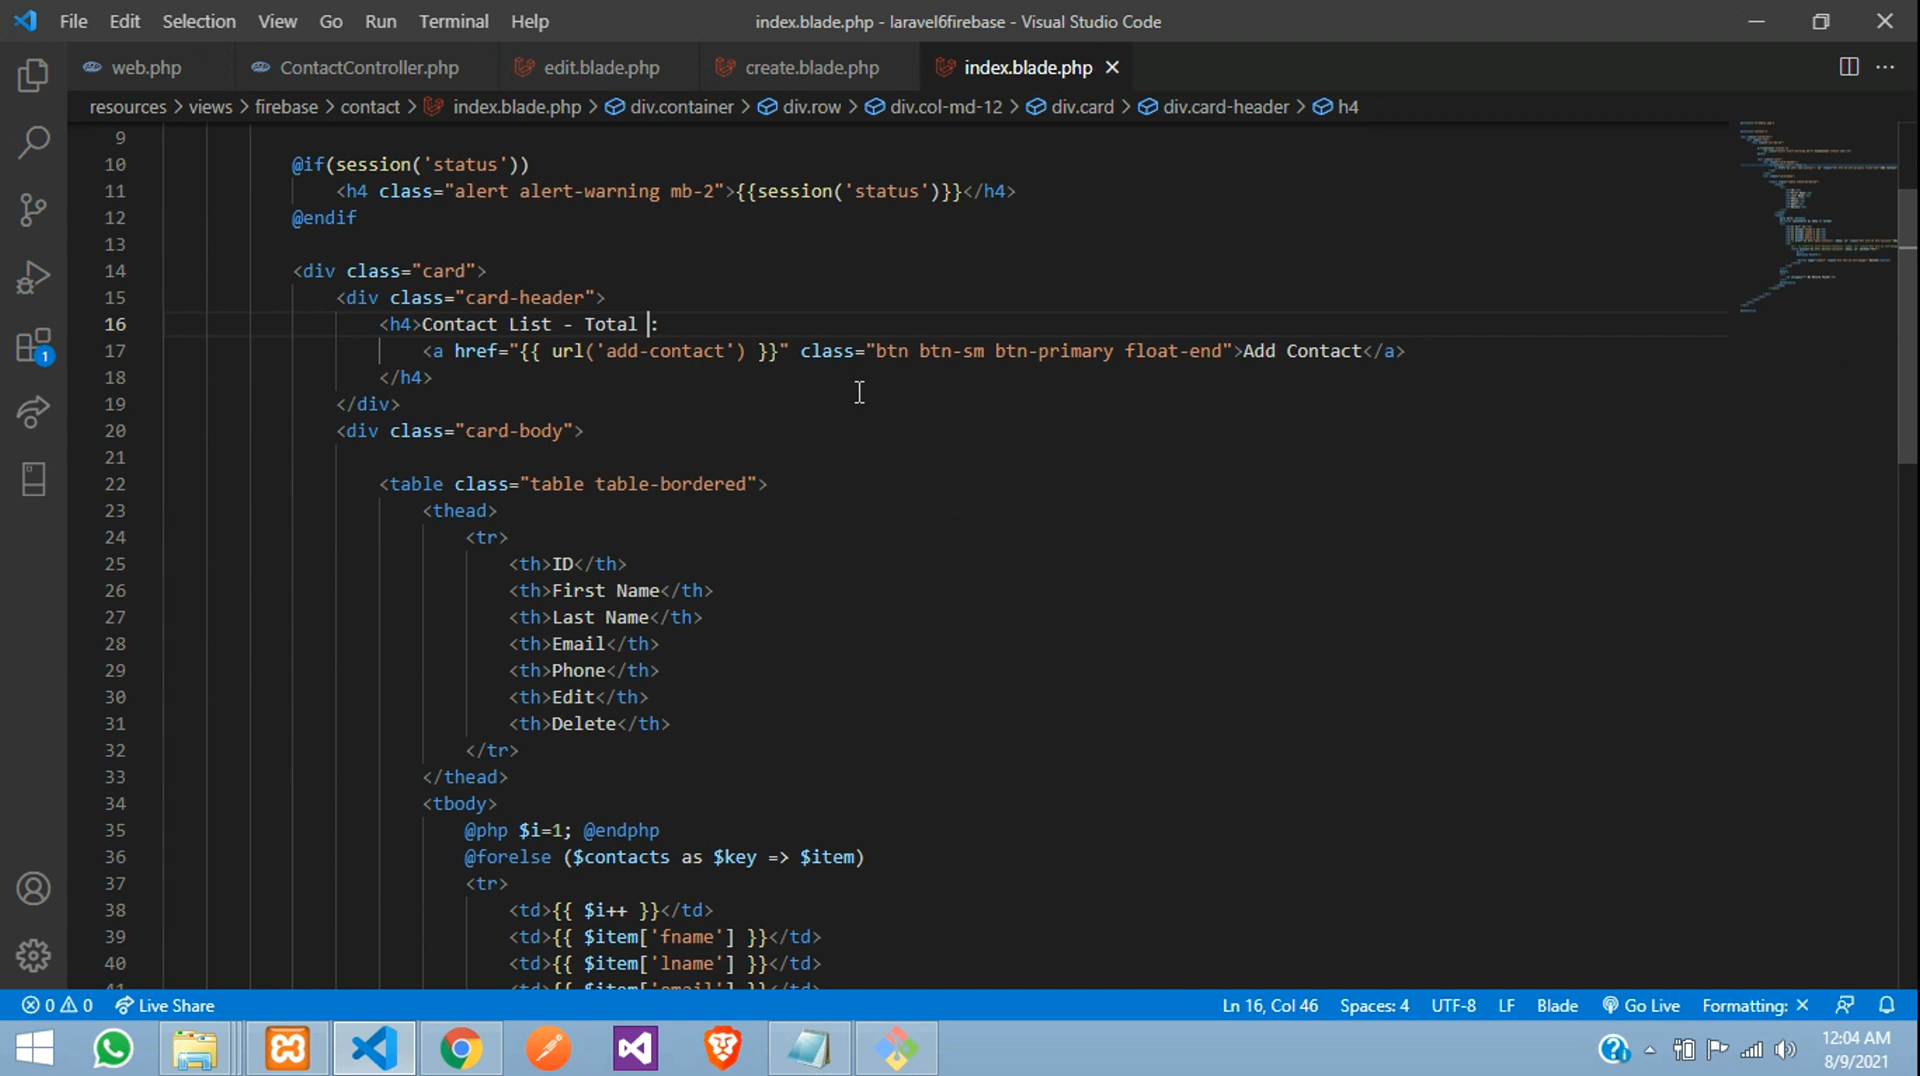 File Edit Selection View Go Run Terminal Help index.blade.php - laravel6firebase - Visual Studio Code
web.php ContactController.php edit.blade.php create.blade.php index.blade.php
resources > views > firebase > contact > index.blade.php > div.container > div.row > div.col-md-12 > div.card > div.card-header > h4
9
10 @if(session('status'))
11 <h4 class="alert alert-warning mb-2">{{session('status')}}</h4>
12 @endif
13
14 <div class="card">
15 <div class="card-header">
16 <h4>Contact List - Total :
17 <a href="{{ url('add-contact') }}" class="btn btn-sm btn-primary float-end">Add Contact</a>
18 </h4>
19 </div>
20 <div class="card-body">
21
22 <table class="table table-bordered">
23 <thead>
24 <tr>
25 <th>ID</th>
26 <th>First Name</th>
27 <th>Last Name</th>
28 <th>Email</th>
29 <th>Phone</th>
30 <th>Edit</th>
31 <th>Delete</th>
32 </tr>
33 </thead>
34 <tbody>
35 @php $i=1; @endphp
36 @forelse ($contacts as $key => $item)
37 <tr>
38 <td>{{ $i++ }}</td>
39 <td>{{ $item['fname'] }}</td>
40 <td>{{ $item['lname'] }}</td>
41 <td>{{ $item['email'] }}</td>
1
0 0 Live Share Ln 16, Col 46 Spaces: 4 UTF-8 LF Blade Go Live Formatting: ×
12:04 AM
8/9/2021